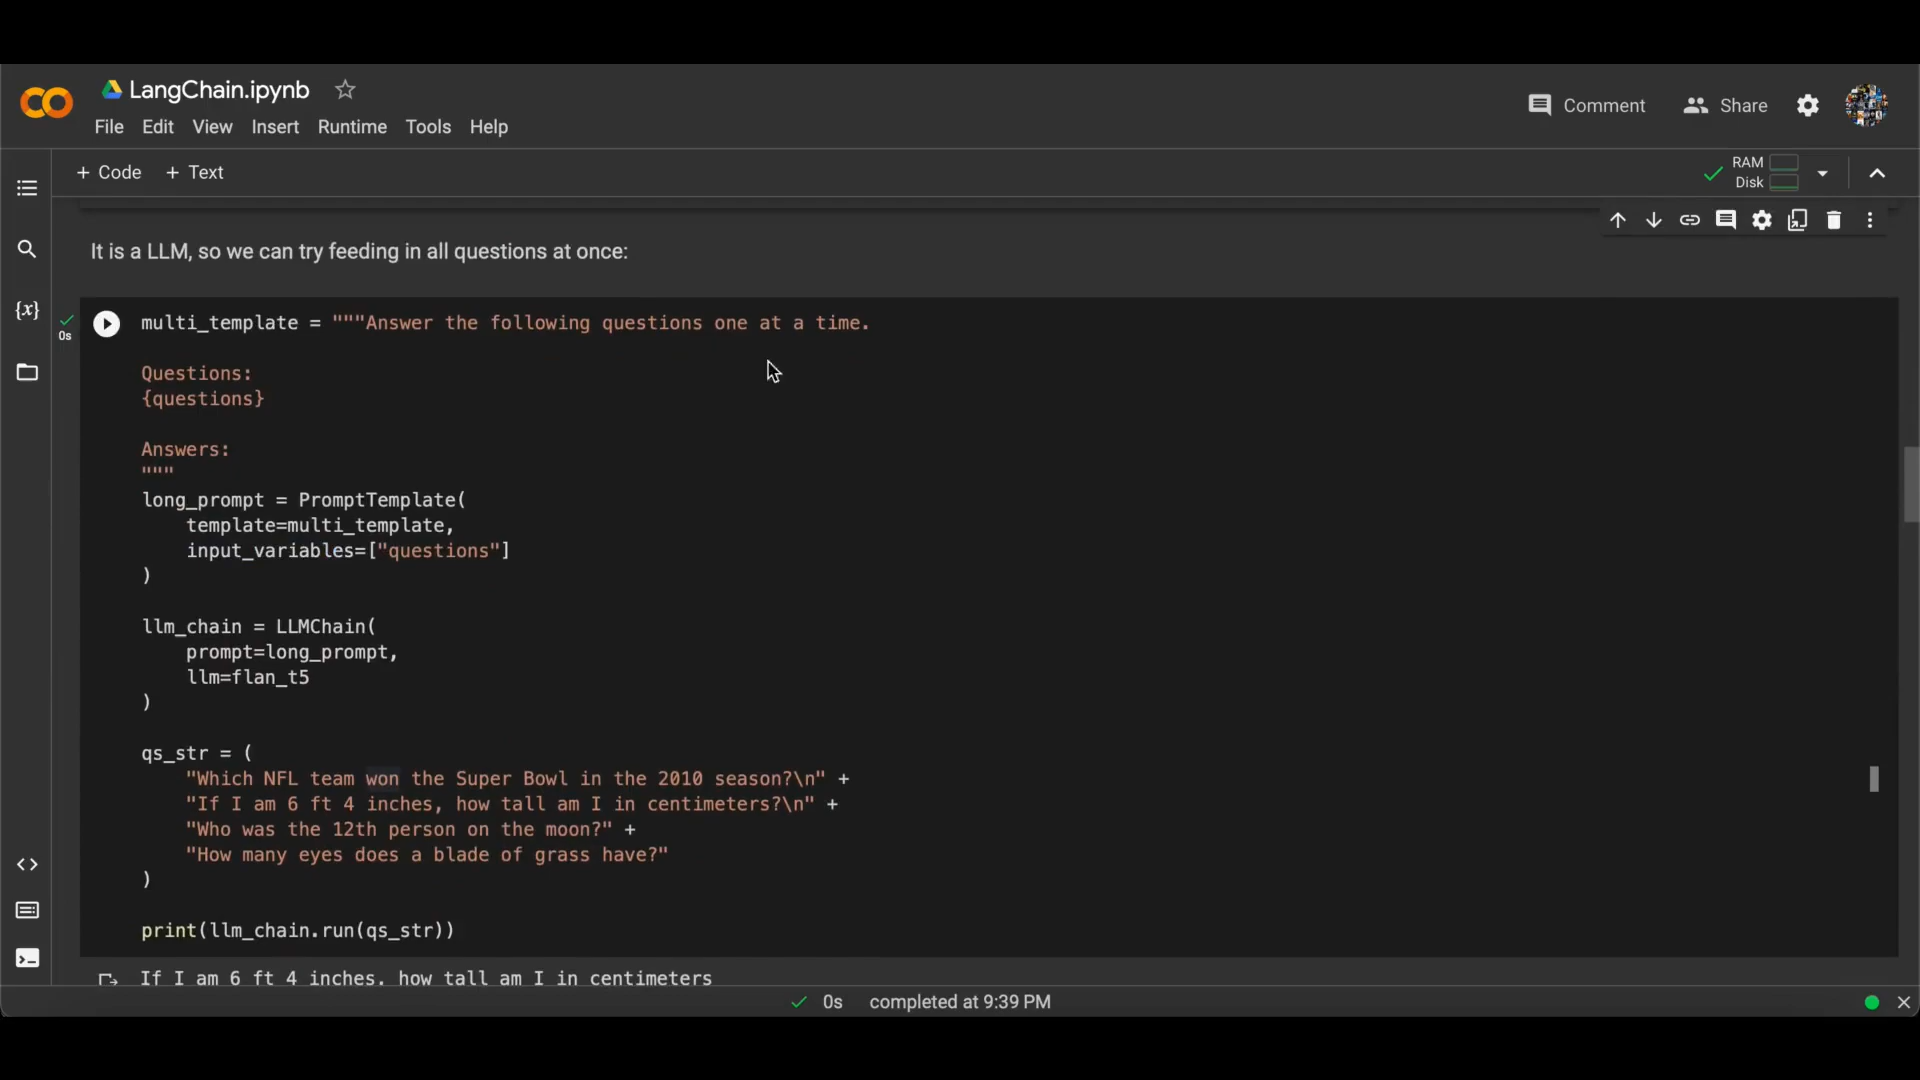 LangChain.ipynb
File Edit View Insert Runtime Tools Help
Comment Share
+ Code + Text
RAM
Disk
It is a LLM, so we can try feeding in all questions at once:
{x}
0s
multi_template = """Answer the following questions one at a time.
Questions:
{questions}
Answers:
"""
long_prompt = PromptTemplate(
template=multi_template,
input_variables=["questions"]
)
llm_chain = LLMChain(
prompt=long_prompt,
llm=flan_t5
)
qs_str = (
"Which NFL team won the Super Bowl in the 2010 season?\n" +
"If I am 6 ft 4 inches, how tall am I in centimeters?\n" +
"Who was the 12th person on the moon?" +
"How many eyes does a blade of grass have?"
)
print(llm_chain.run(qs_str))
If I am 6 ft 4 inches, how tall am I in centimeters
0s completed at 9:39 PM